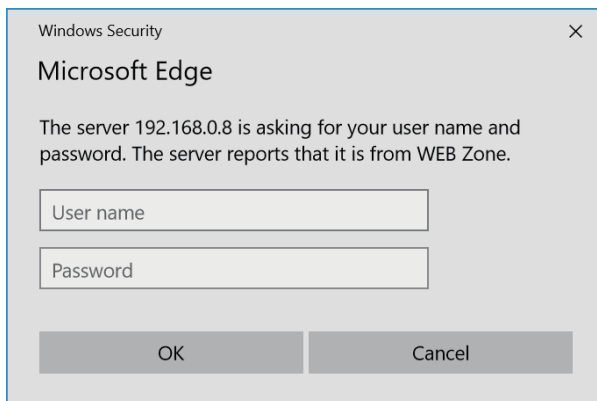 Windows Security
Microsoft Edge
The server 192.168.0.8 is asking for your user name and
password. The server reports that it is from WEB Zone.
User name
Password
OK
Cancel